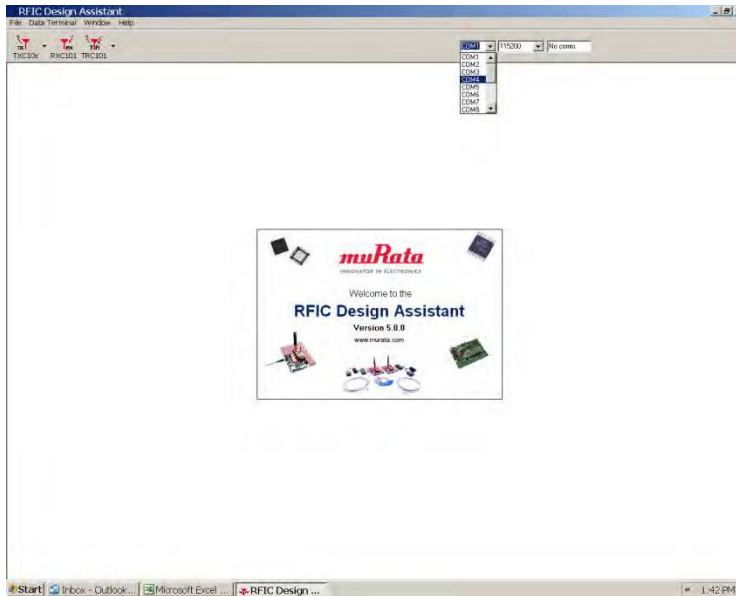 RFIC Design Assistant
File Data Terminal Window Help
TXC10x RXC101 TRC101
COM1 115200 No comm
COM1
COM2
COM3
COM4
COM5
COM6
COM7
COM8
muRata
INNOVATOR IN ELECTRONICS
Welcome to the
RFIC Design Assistant
Version 5.0.0
www.murata.com
Start Inbox - Outlook... Microsoft Excel ... RFIC Design ... 1:42 PM